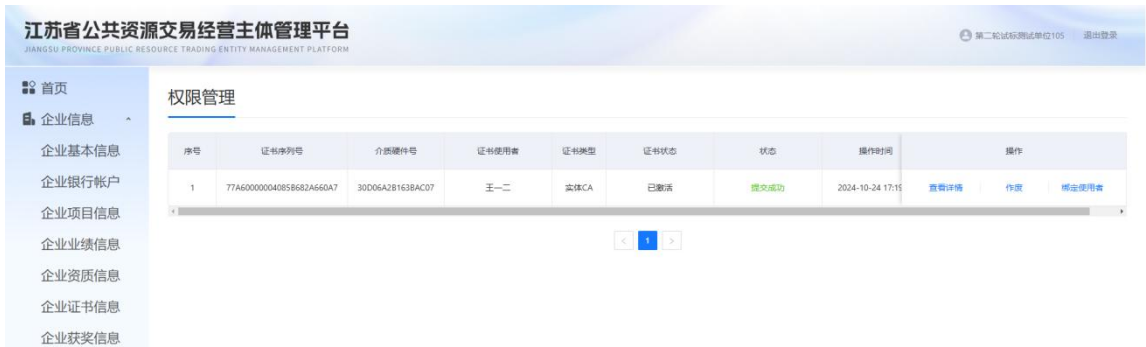 江苏省公共资源交易经营主体管理平台
JIANGSU PROVINCE PUBLIC RESOURCE TRADING ENTITY MANAGEMENT PLATFORM
第二轮试标测试单位105 退出登录
首页
企业信息
企业基本信息
企业银行帐户
企业项目信息
企业业绩信息
企业资质信息
企业证书信息
企业获奖信息
权限管理
序号 证书序列号 介质硬件号 证书使用者 证书类型 证书状态 状态 操作时间 操作
1 77A60000004085B682A660A7 30D06A2B163BAC07 王一二 实体CA 已激活 提交成功 2024-10-24 17:19 查看详情 作废 绑定使用者
< 1 >